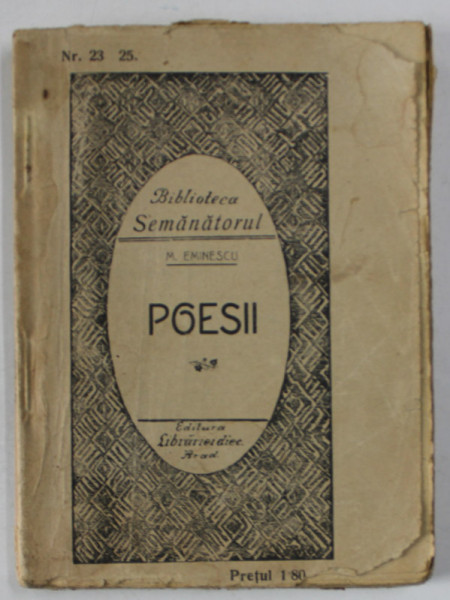 Nr. 23 25.
Biblioteca
Semănătorul
M. EMINESCU
POESII
Editura
Librăriei diec.
Arad
Prețul 1·80